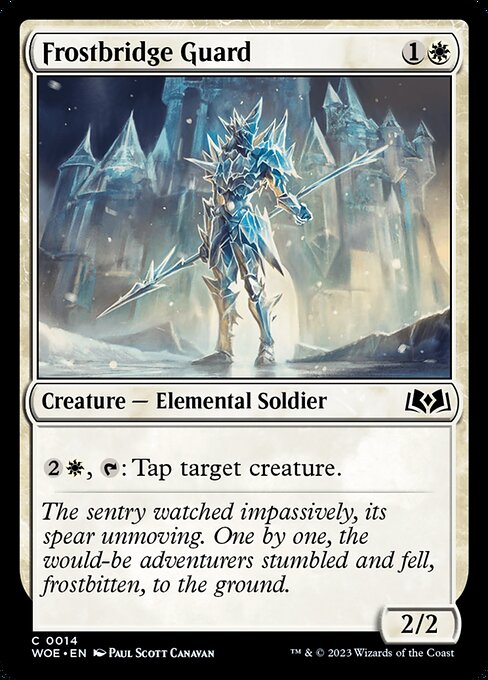 Frostbridge Guard 1
Creature — Elemental Soldier
2, : Tap target creature.
The sentry watched impassively, its
spear unmoving. One by one, the
would-be adventurers stumbled and fell,
frostbitten, to the ground.
2/2
C 0014
WOE • EN Paul Scott Canavan
™ & © 2023 Wizards of the Coast